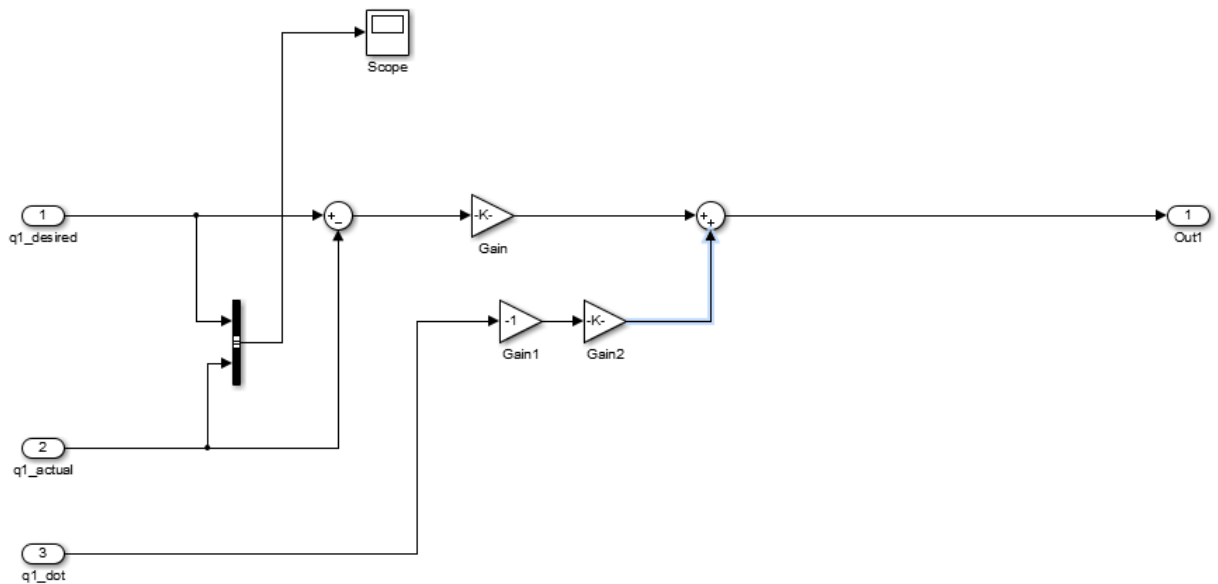 Scope
1
q1_desired
+
-
-K-
Gain
+
+
1
Out1
-1
Gain1
-K-
Gain2
2
q1_actual
3
q1_dot